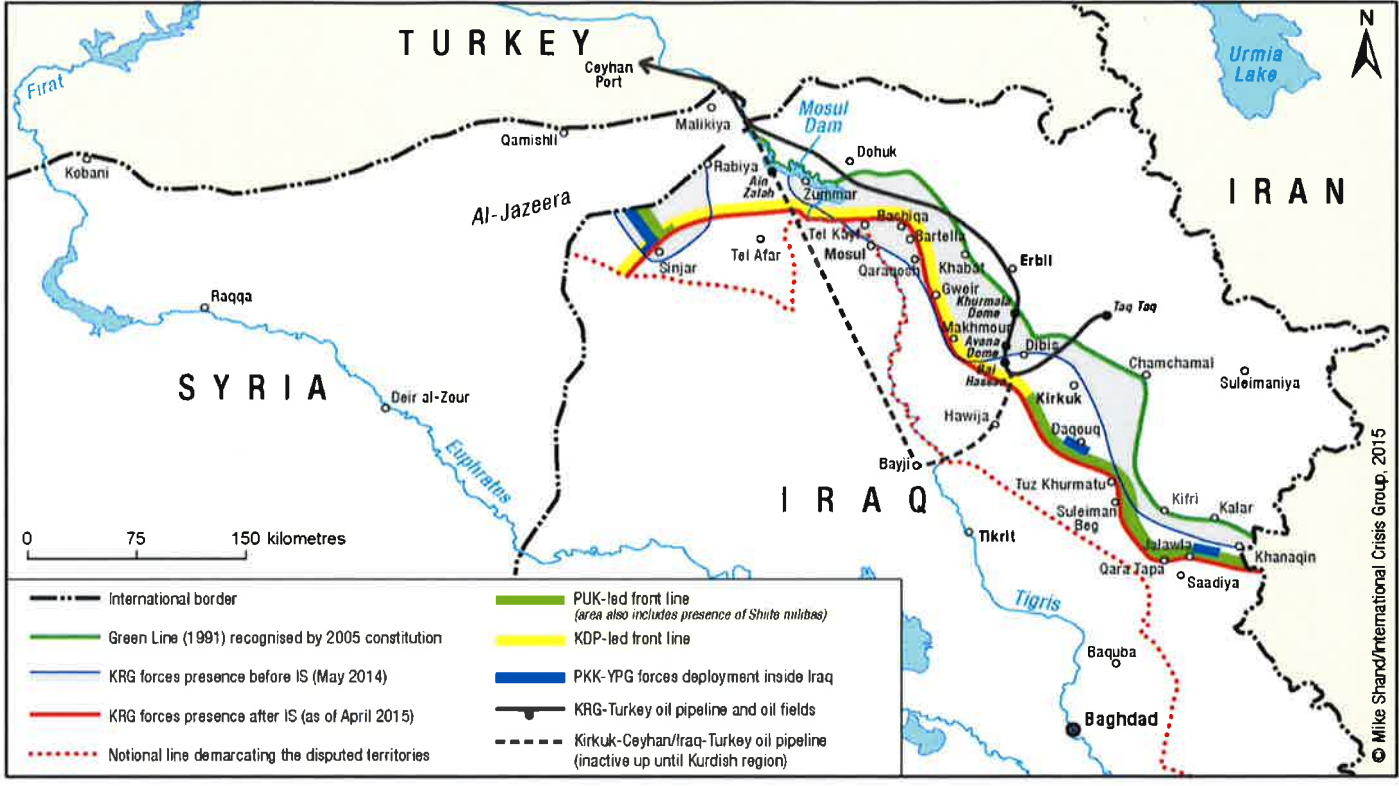 TURKEY
Ceyhan
Port
N
Urmia
Lake
Fırat
Malikiya
Mosul
Dam
Qamishli
Kobani
Dohuk
Rabiya
Ain
Zalah
Zummar
IRAN
Al-Jazeera
Bashiqa
Tel Kayf
Bartella
Mosul
Tel Afar
Sinjar
Qaraqosh
Khabat
Erbil
Gweir
Khurmala
Dome
Taq Taq
Raqqa
Makhmour
Avana
Dome
Dibis
Bai
Hassan
Chamchamal
Suleimaniya
SYRIA
Deir al-Zour
Kirkuk
Hawija
Daqouq
Euphrates
Bayji
IRAQ
Tuz Khurmatu
Suleiman
Beg
Kifri
Kalar
Tikrit
Jalawla
Khanaqin
Qara Tapa
Saadiya
Tigris
Baquba
Baghdad
0 75 150 kilometres
International border
Green Line (1991) recognised by 2005 constitution
KRG forces presence before IS (May 2014)
KRG forces presence after IS (as of April 2015)
Notional line demarcating the disputed territories
PUK-led front line
(area also includes presence of Shiite militias)
KDP-led front line
PKK-YPG forces deployment inside Iraq
KRG-Turkey oil pipeline and oil fields
Kirkuk-Ceyhan/Iraq-Turkey oil pipeline
(inactive up until Kurdish region)
© Mike Shand/International Crisis Group, 2015